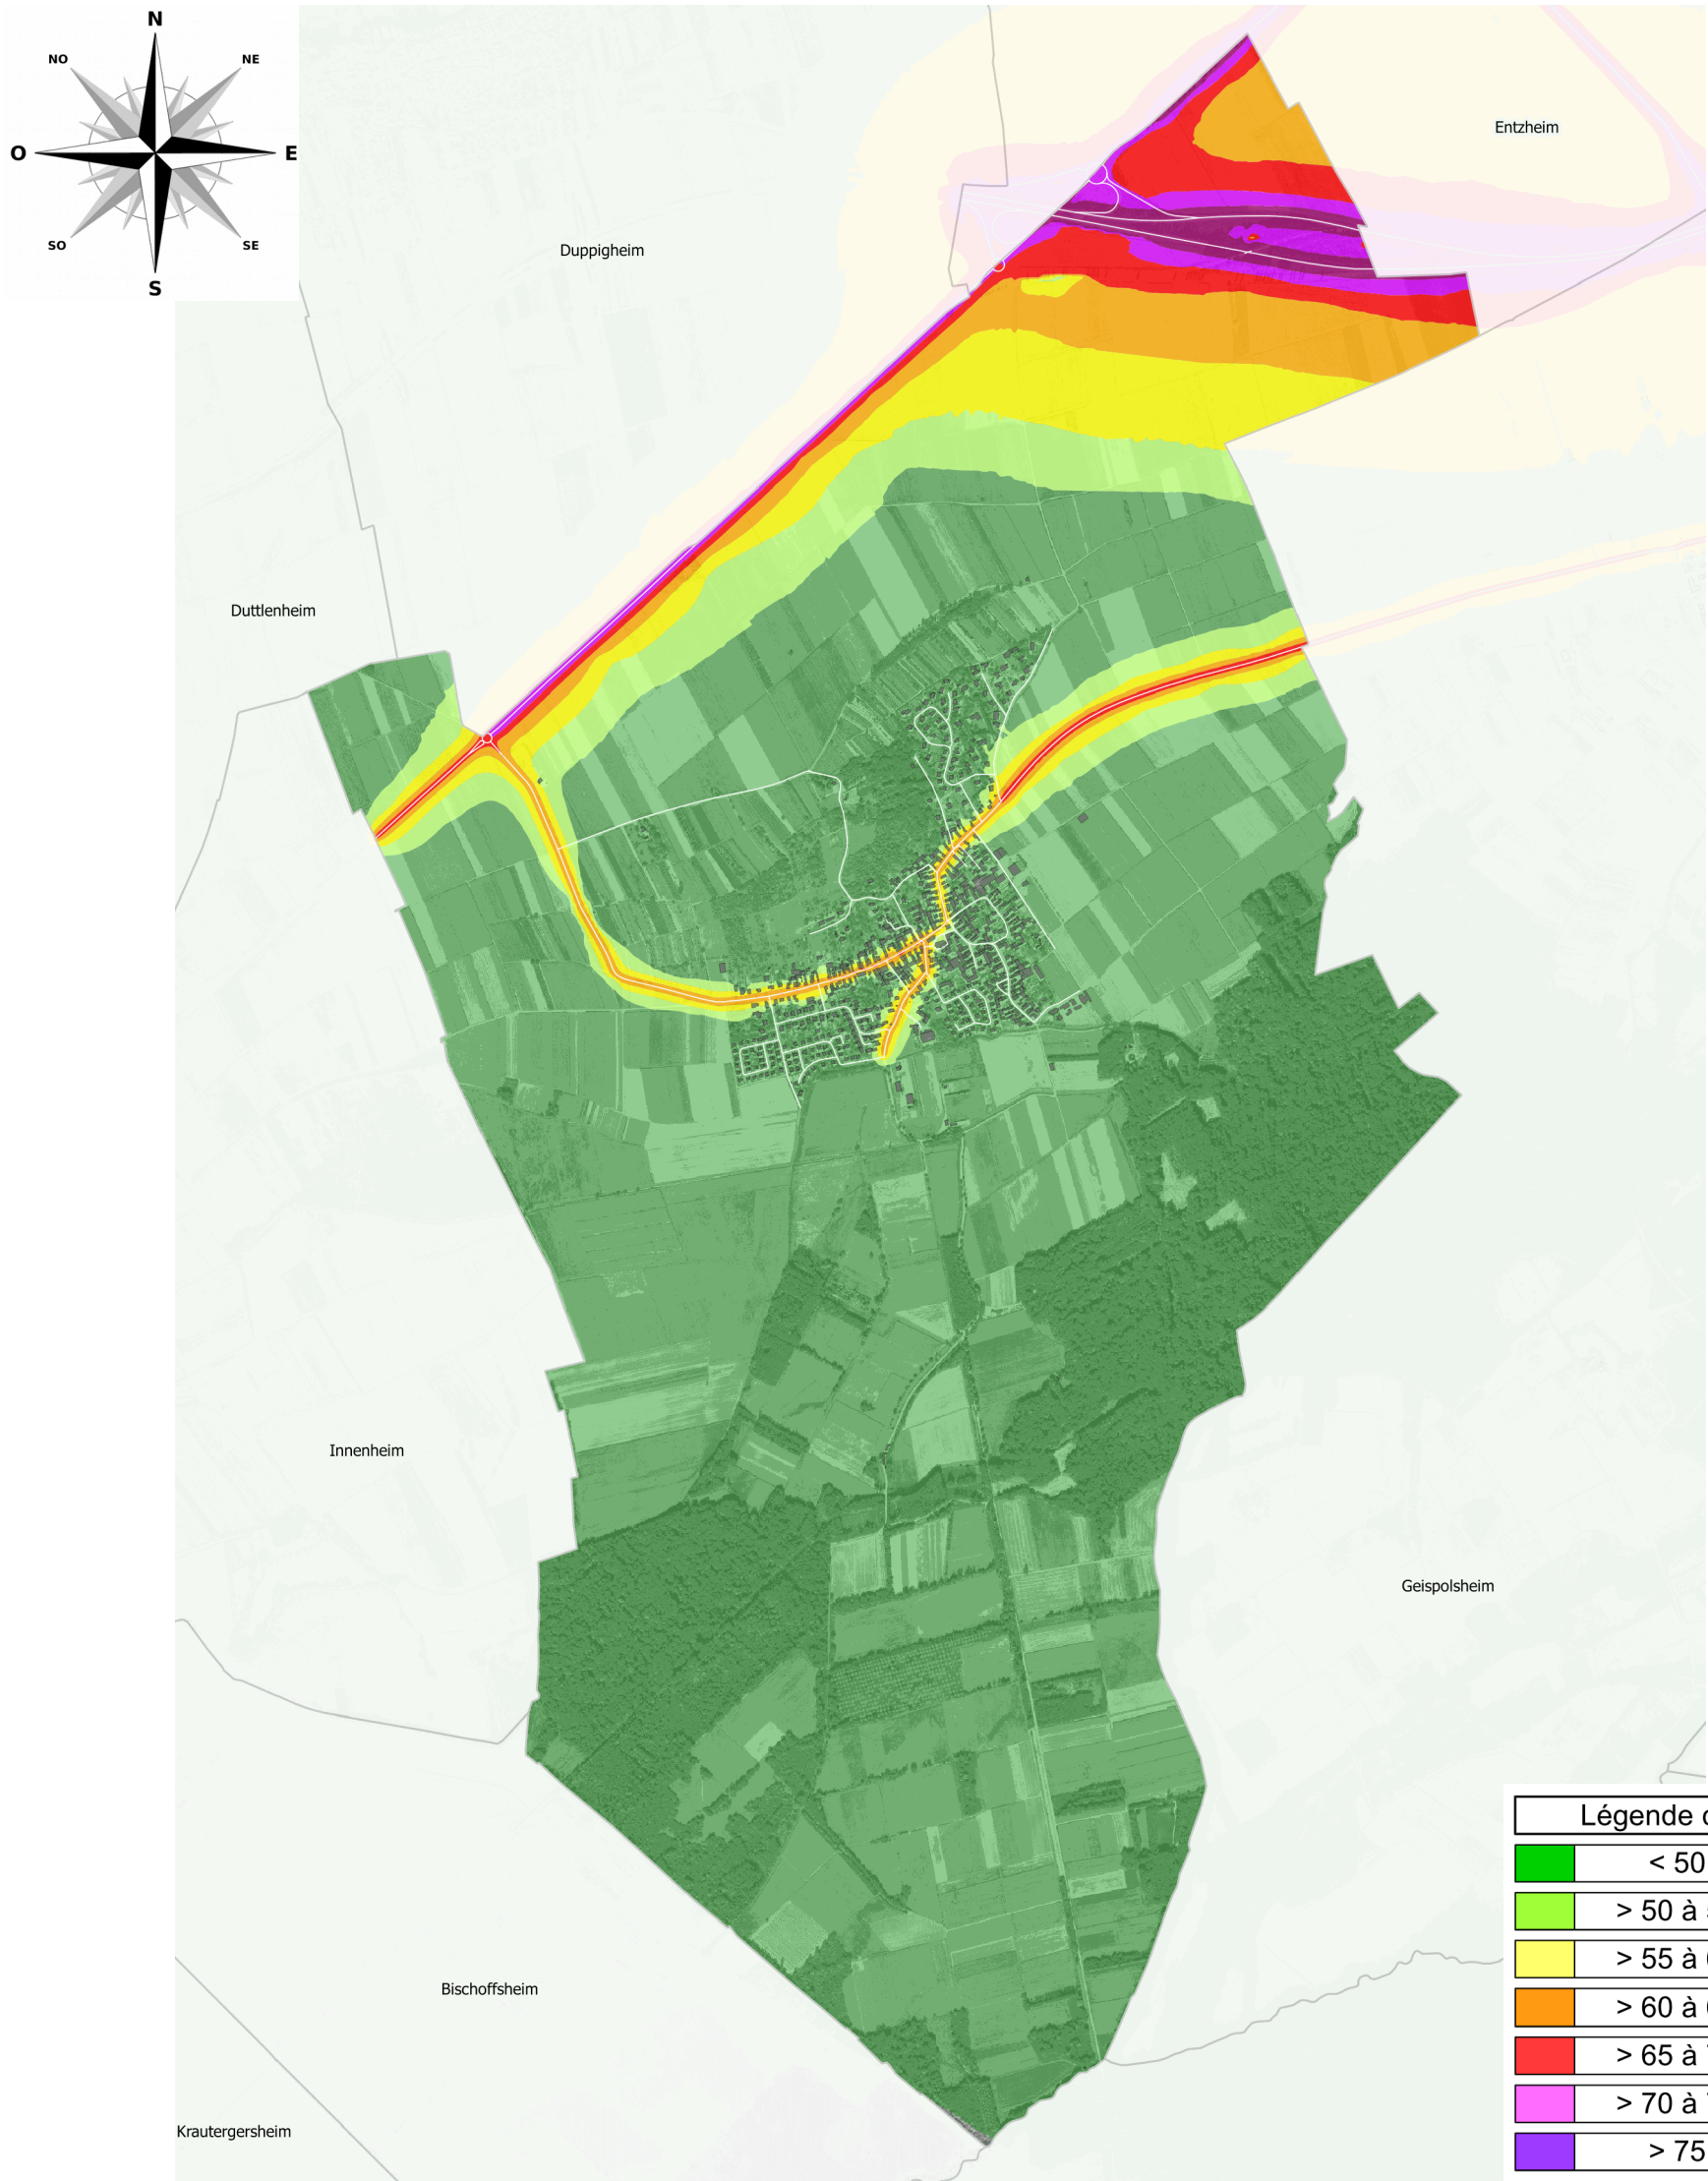 N
NO
NE
O
E
SO
SE
S
Entzheim
Duppigheim
Duttlenheim
Innenheim
Geispolsheim
Bischoffsheim
Krautergersheim
Légende
< 50
> 50 à
> 55 à
> 60 à
> 65 à
> 70 à
> 75